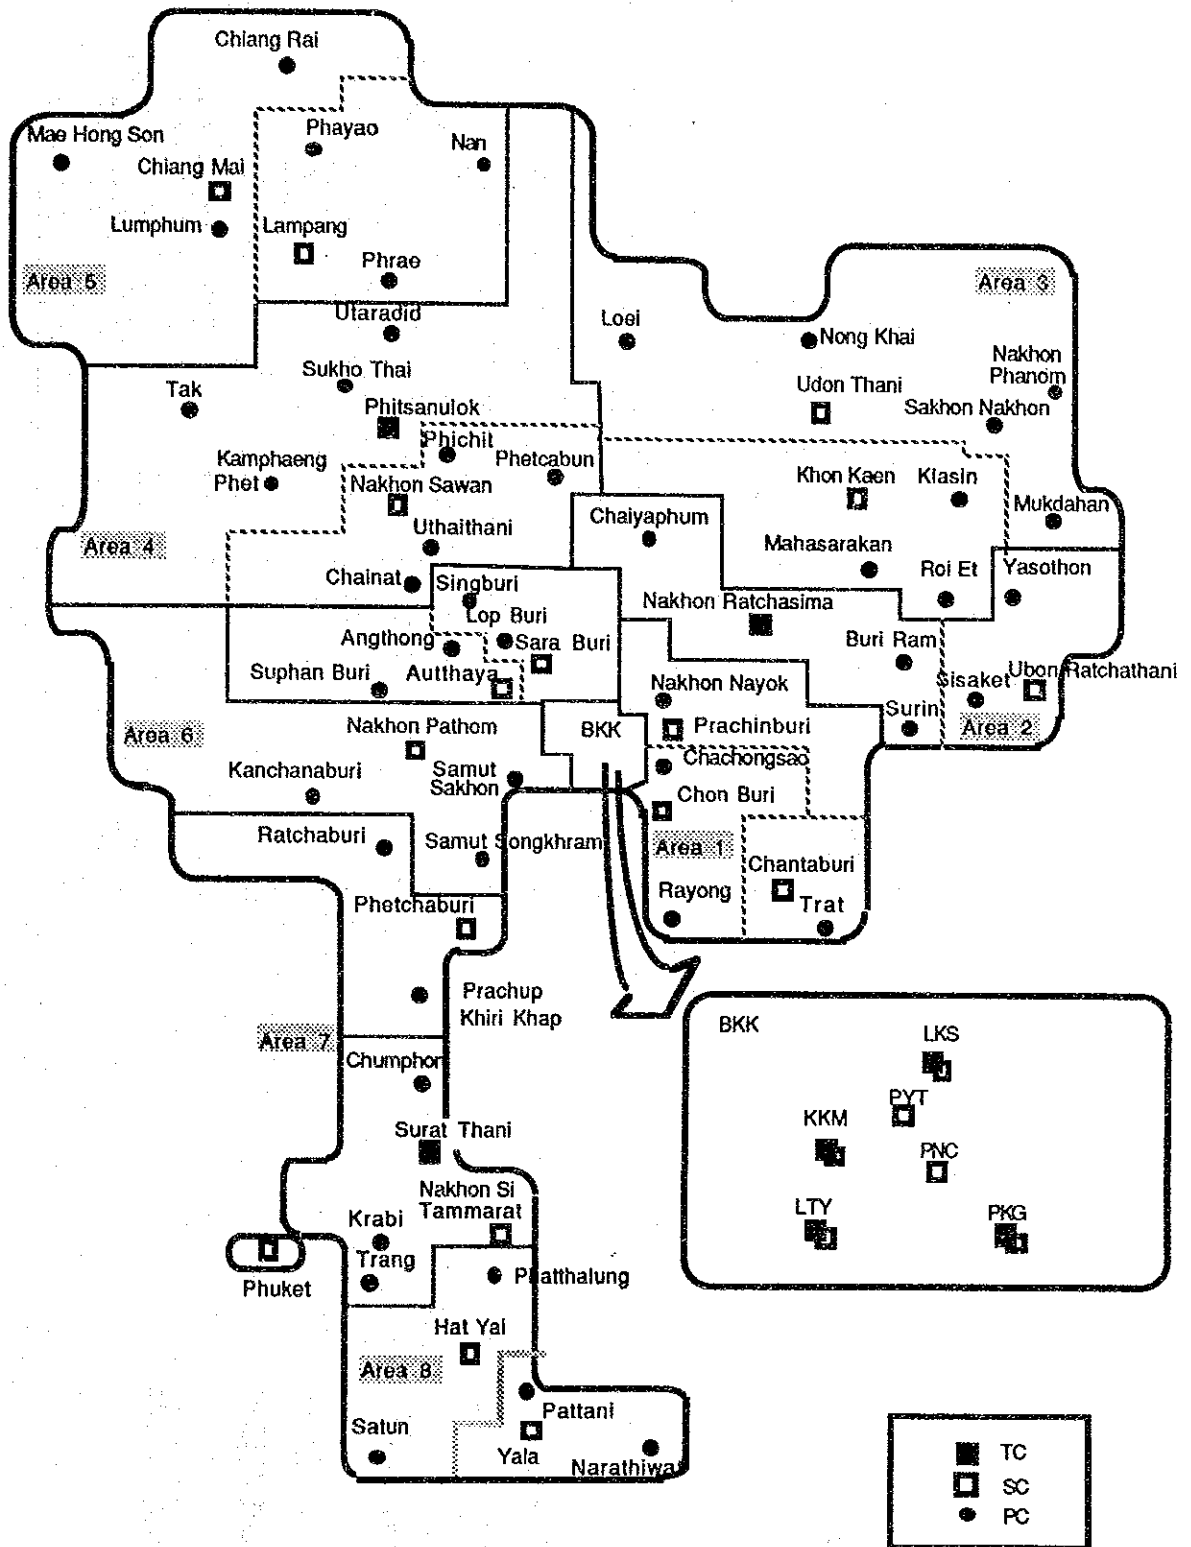 Chiang Rai
Mae Hong Son
Phayao
Nan
Chiang Mai
Lumphum
Lampang
Phrae
Area 5
Area 3
Utaradid
Loei
Nong Khai
Nakhon
Phanom
Sukho Thai
Tak
Udon Thani
Sakhon Nakhon
Phitsanulok
Phichit
Phetcabun
Kamphaeng
Phet
Nakhon Sawan
Khon Kaen
Klasin
Mukdahan
Chaiyaphum
Uthaithani
Area 4
Mahasarakan
Roi Et
Yasothon
Chainat
Singburi
Nakhon Ratchasima
Lop Buri
Angthong
Sara Buri
Buri Ram
Suphan Buri
Autthaya
Nakhon Nayok
Sisaket
Ubon Ratchathani
Surin
Area 2
Area 6
Nakhon Pathom
BKK
Prachinburi
Kanchanaburi
Samut
Sakhon
Chachongsao
Chon Buri
Ratchaburi
Samut Songkhram
Area 1
Chantaburi
Rayong
Trat
Phetchaburi
Prachup
Khiri Khap
Area 7
Chumphon
BKK
LKS
PYT
KKM
PNC
LTY
PKG
Surat Thani
Nakhon Si
Tammarat
Krabi
Trang
Phuket
Phatthalung
Hat Yai
Area 8
Pattani
Satun
Yala
Narathiwa
TC
SC
PC